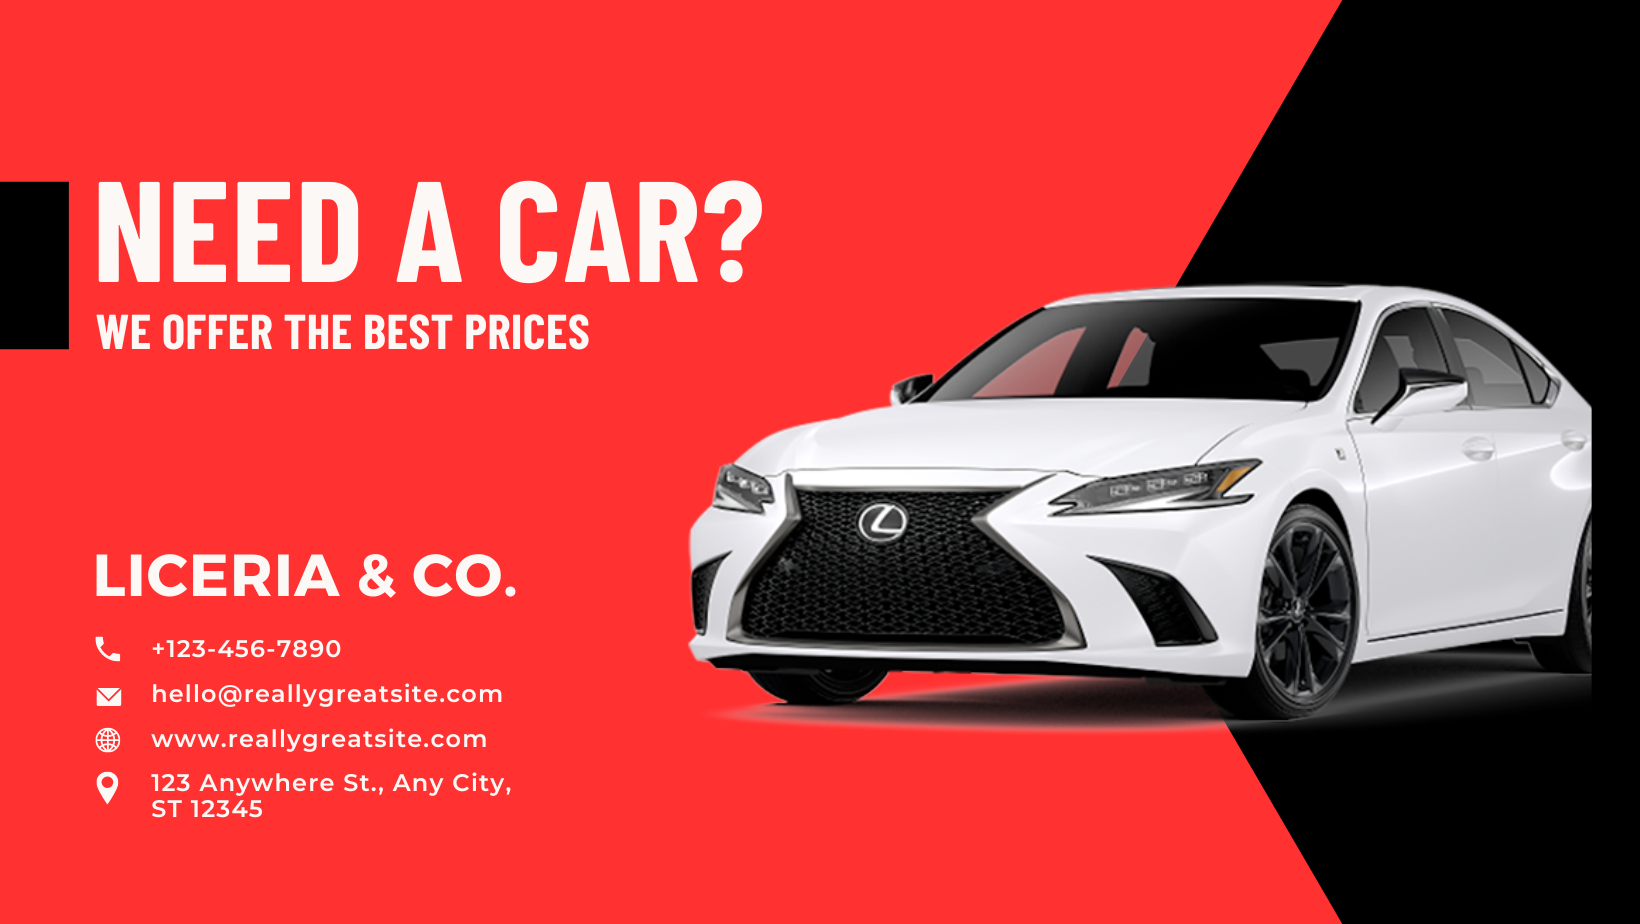 NEED A CAR?
WE OFFER THE BEST PRICES
LICERIA & CO.
+123-456-7890
hello@reallygreatsite.com
www.reallygreatsite.com
123 Anywhere St., Any City,
ST 12345